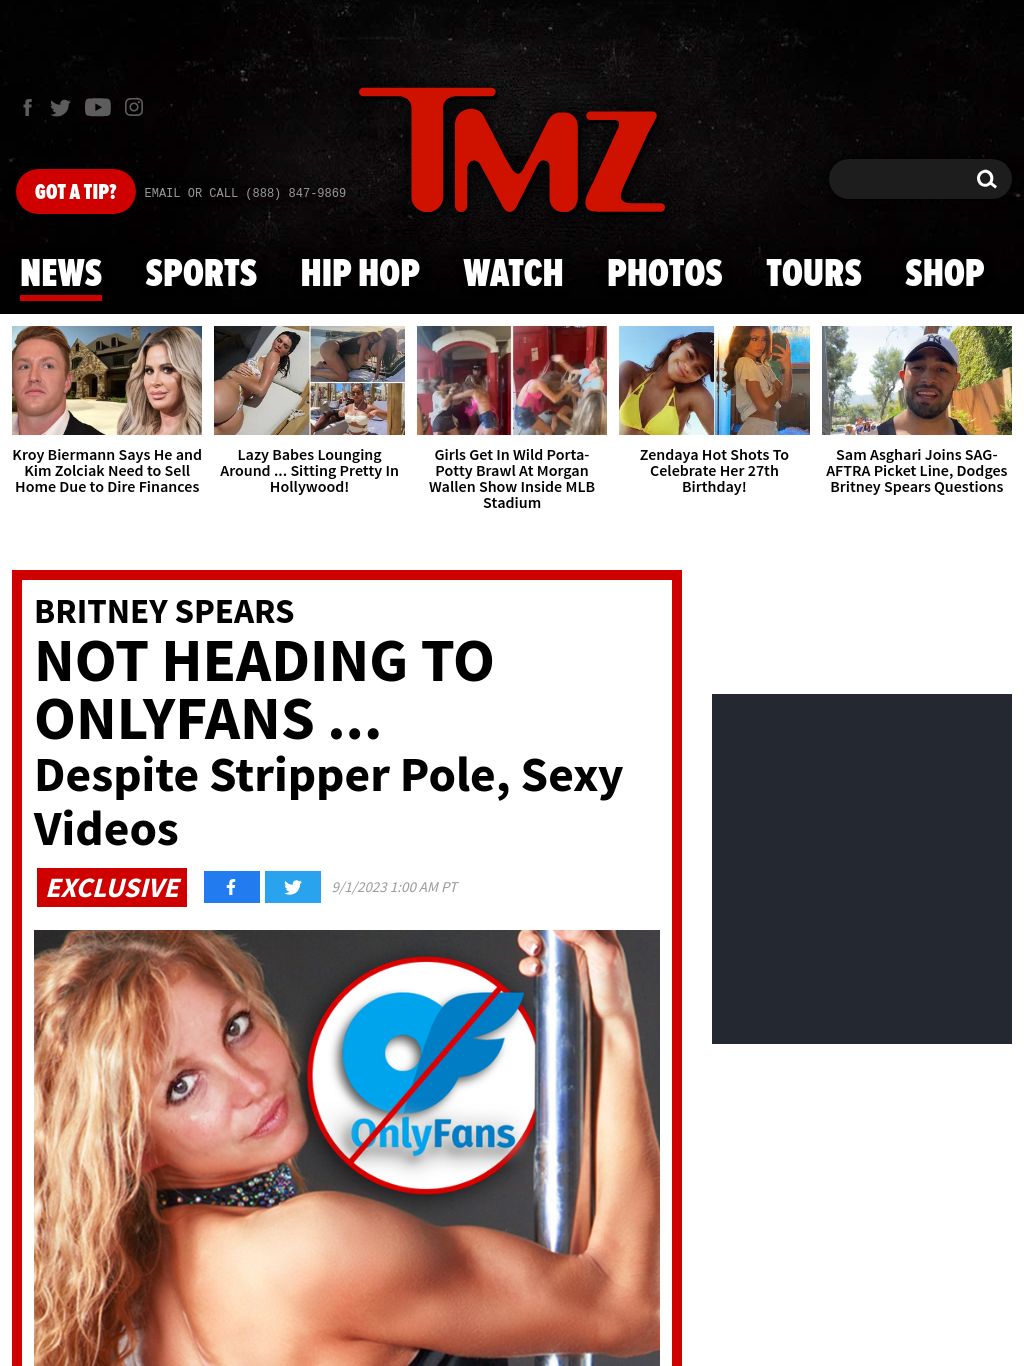 TMZ
GOT A TIP?
EMAIL OR CALL (888) 847-9869
NEWS
SPORTS
HIP HOP
WATCH
PHOTOS
TOURS
SHOP
Kroy Biermann Says He and
Kim Zolciak Need to Sell
Home Due to Dire Finances
Lazy Babes Lounging
Around ... Sitting Pretty In
Hollywood!
Girls Get In Wild Porta-
Potty Brawl At Morgan
Wallen Show Inside MLB
Stadium
Zendaya Hot Shots To
Celebrate Her 27th
Birthday!
Sam Asghari Joins SAG-
AFTRA Picket Line, Dodges
Britney Spears Questions
BRITNEY SPEARS
NOT HEADING TO
ONLYFANS ...
Despite Stripper Pole, Sexy
Videos
EXCLUSIVE
9/1/2023 1:00 AM PT
OnlyFans